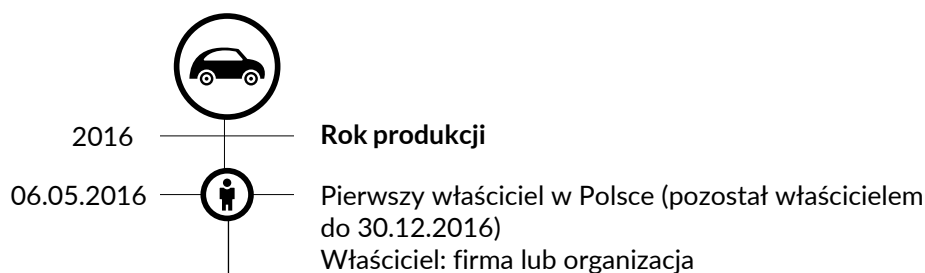 2016 Rok produkcji
06.05.2016 Pierwszy właściciel w Polsce (pozostał właścicielem
do 30.12.2016)
Właściciel: firma lub organizacja